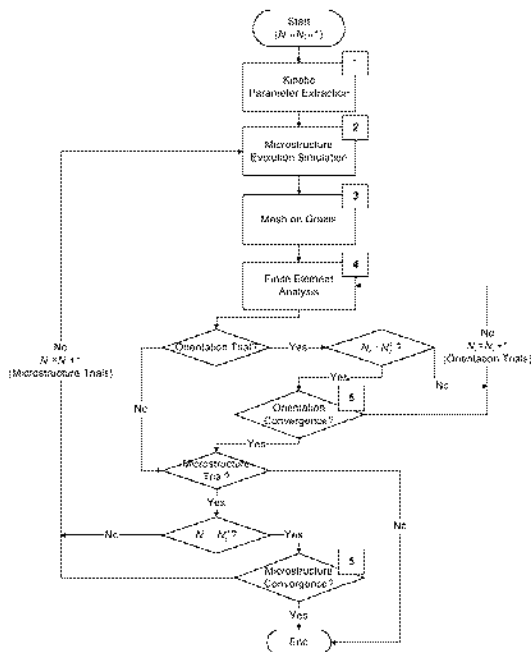 Start
1
Kinetic
Parameter Extraction
2
Microstructure
Evolution Simulation
3
Mesh on Grains
4
Finite Element
Analysis
No
(Microstructure Trials)
Orientation Trial?
Yes
No
(Orientation Trials)
Yes
No
5
Orientation
Convergence?
No
Yes
Microstructure
Trial?
Yes
No
No
Yes
5
Microstructure
Convergence?
Yes
End